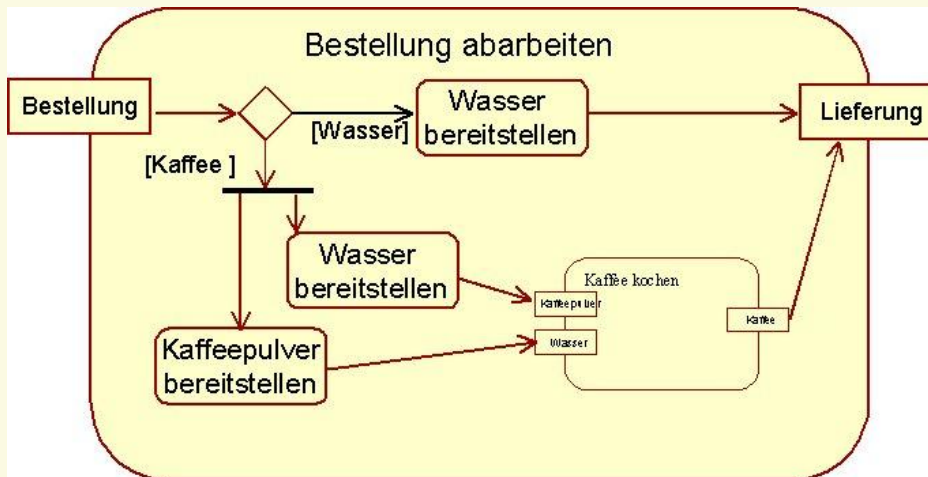 Bestellung abarbeiten
Bestellung
Wasser
bereitstellen
Lieferung
[Wasser]
[Kaffee ]
Wasser
bereitstellen
Kaffee kochen
Kaffeepulver
Kaffee
Wasser
Kaffeepulver
bereitstellen